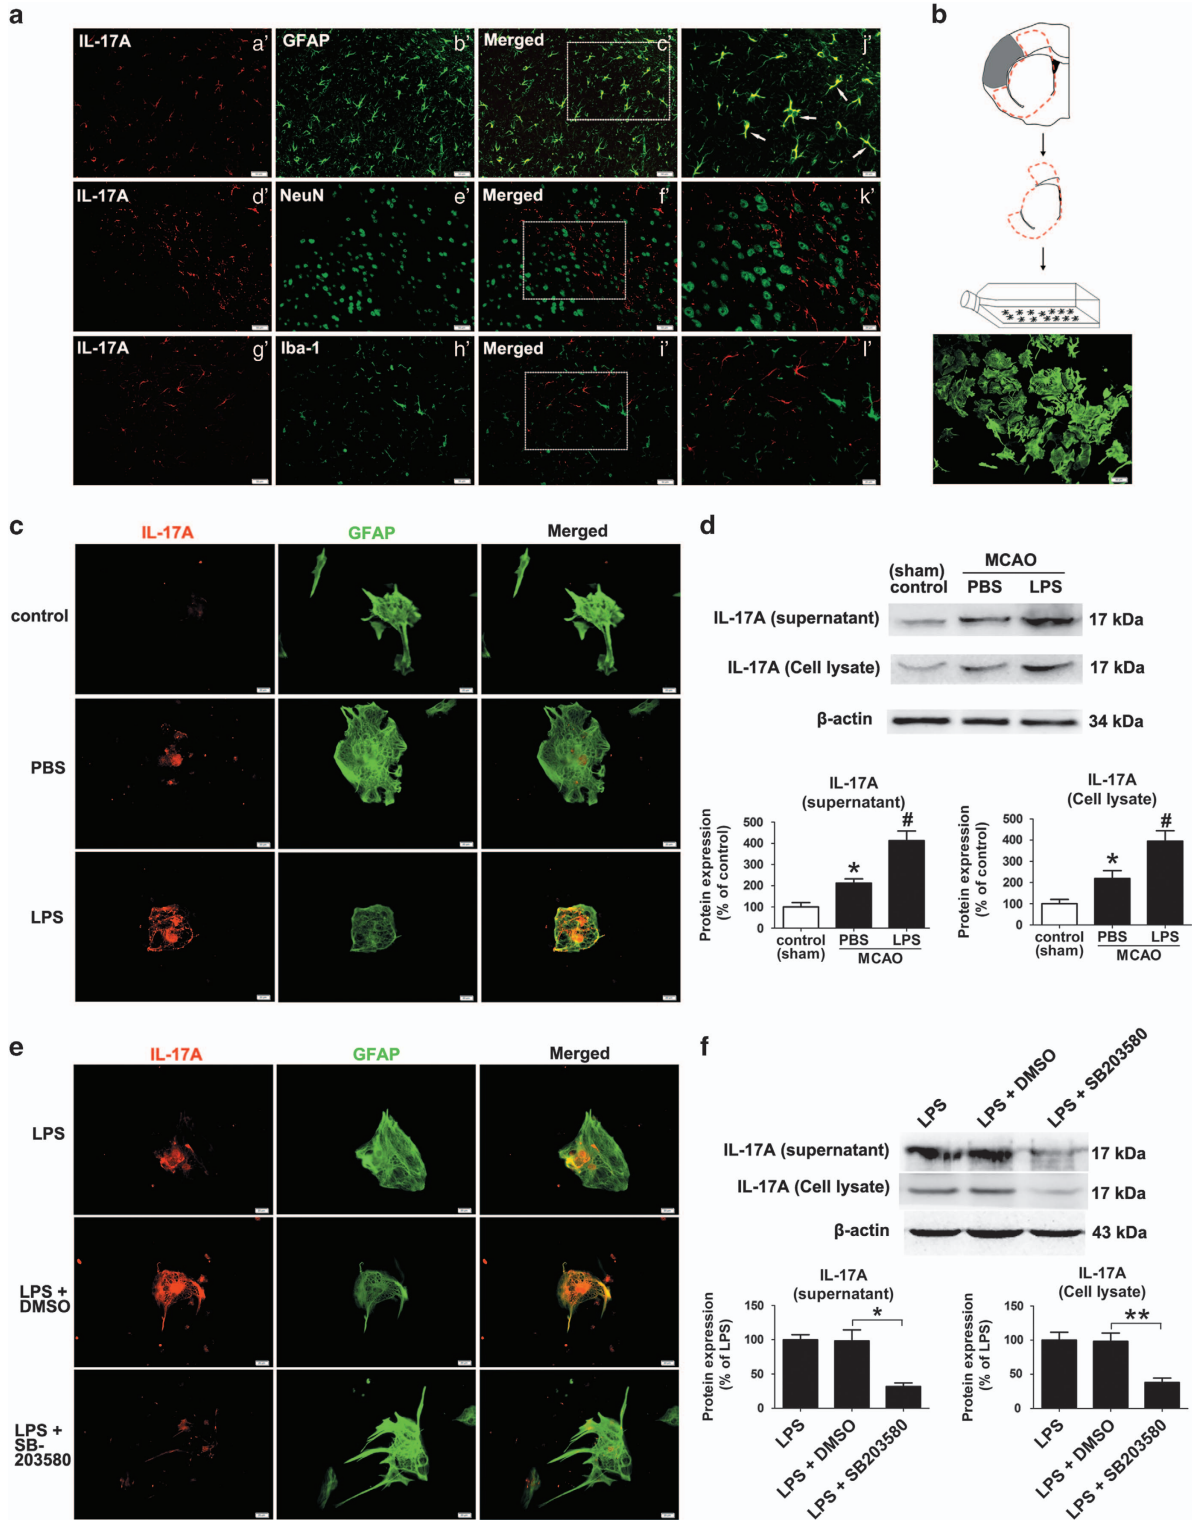 a
b
IL-17A
a'
GFAP
b'
Merged
c'
j'
IL-17A
d'
NeuN
e'
Merged
f'
k'
IL-17A
g'
Iba-1
h'
Merged
i'
l'
c
IL-17A
GFAP
Merged
control
PBS
LPS
d
(sham)
control
MCAO
PBS
LPS
IL-17A (supernatant)
17 kDa
IL-17A (Cell lysate)
17 kDa
β-actin
34 kDa
IL-17A
(supernatant)
Protein expression
(% of control)
500
400
300
200
100
0
*
#
control
(sham)
PBS
LPS
MCAO
IL-17A
(Cell lysate)
Protein expression
(% of control)
500
400
300
200
100
0
*
#
control
(sham)
PBS
LPS
MCAO
e
IL-17A
GFAP
Merged
LPS
LPS +
DMSO
LPS +
SB-
203580
f
LPS
LPS + DMSO
LPS + SB203580
IL-17A (supernatant)
17 kDa
IL-17A (Cell lysate)
17 kDa
β-actin
43 kDa
IL-17A
(supernatant)
Protein expression
(% of LPS)
150
100
50
0
*
LPS
LPS + DMSO
LPS + SB203580
IL-17A
(Cell lysate)
Protein expression
(% of LPS)
150
100
50
0
**
LPS
LPS + DMSO
LPS + SB203580